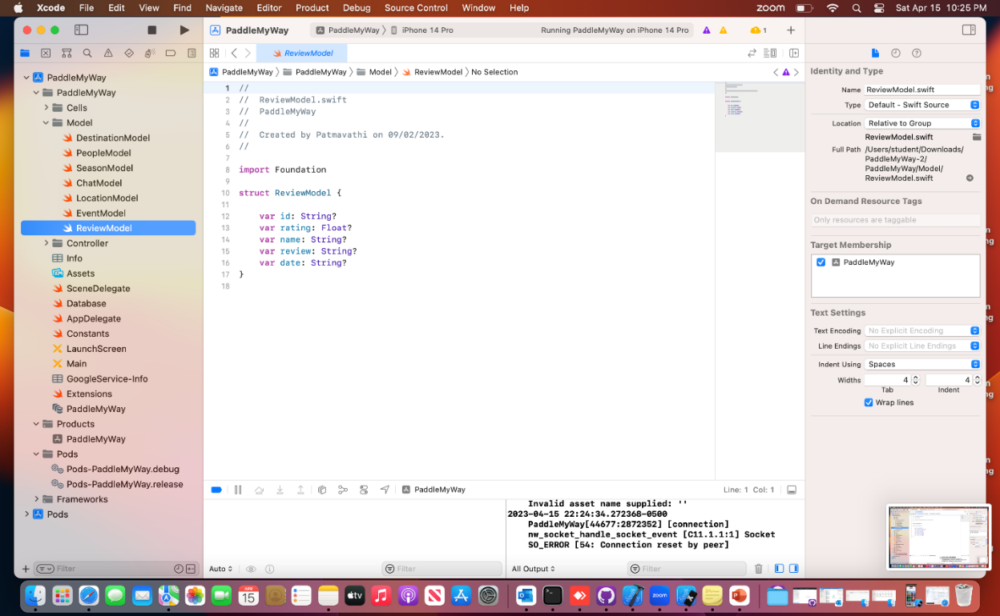 Xcode File Edit View Find Navigate Editor Product Debug Source Control Window Help zoom Sat Apr 15 10:25 PM
PaddleMyWay PaddleMyWay iPhone 14 Pro Running PaddleMyWay on iPhone 14 Pro 1
ReviewModel
PaddleMyWay PaddleMyWay Model ReviewModel No Selection
PaddleMyWay
PaddleMyWay
Cells
Model
DestinationModel
PeopleModel
SeasonModel
ChatModel
LocationModel
EventModel
ReviewModel
Controller
Info
Assets
SceneDelegate
Database
AppDelegate
Constants
LaunchScreen
Main
GoogleService-Info
Extensions
PaddleMyWay
Products
PaddleMyWay
Pods
Pods-PaddleMyWay.debug
Pods-PaddleMyWay.release
Frameworks
Pods
Filter
1 //
2 // ReviewModel.swift
3 // PaddleMyWay
4 //
5 // Created by Patmavathi on 09/02/2023.
6 //
7
8 import Foundation
9
10 struct ReviewModel {
11
12 var id: String?
13 var rating: Float?
14 var name: String?
15 var review: String?
16 var date: String?
17 }
18
PaddleMyWay Line: 1 Col: 1
Invalid asset name supplied: ''
2023-04-15 22:24:34.272368-0500
PaddleMyWay[44677:2872352] [connection]
nw_socket_handle_socket_event [C11.1.1:1] Socket
SO_ERROR [54: Connection reset by peer]
Auto Filter All Output Filter
Identity and Type
Name ReviewModel.swift
Type Default - Swift Source
Location Relative to Group
ReviewModel.swift
Full Path /Users/student/Downloads/
PaddleMyWay-2/
PaddleMyWay/Model/
ReviewModel.swift
On Demand Resource Tags
Only resources are taggable
Target Membership
PaddleMyWay
Text Settings
Text Encoding No Explicit Encoding
Line Endings No Explicit Line Endings
Indent Using Spaces
Widths 4 4
Tab Indent
Wrap lines
APR
15
tv
zoom